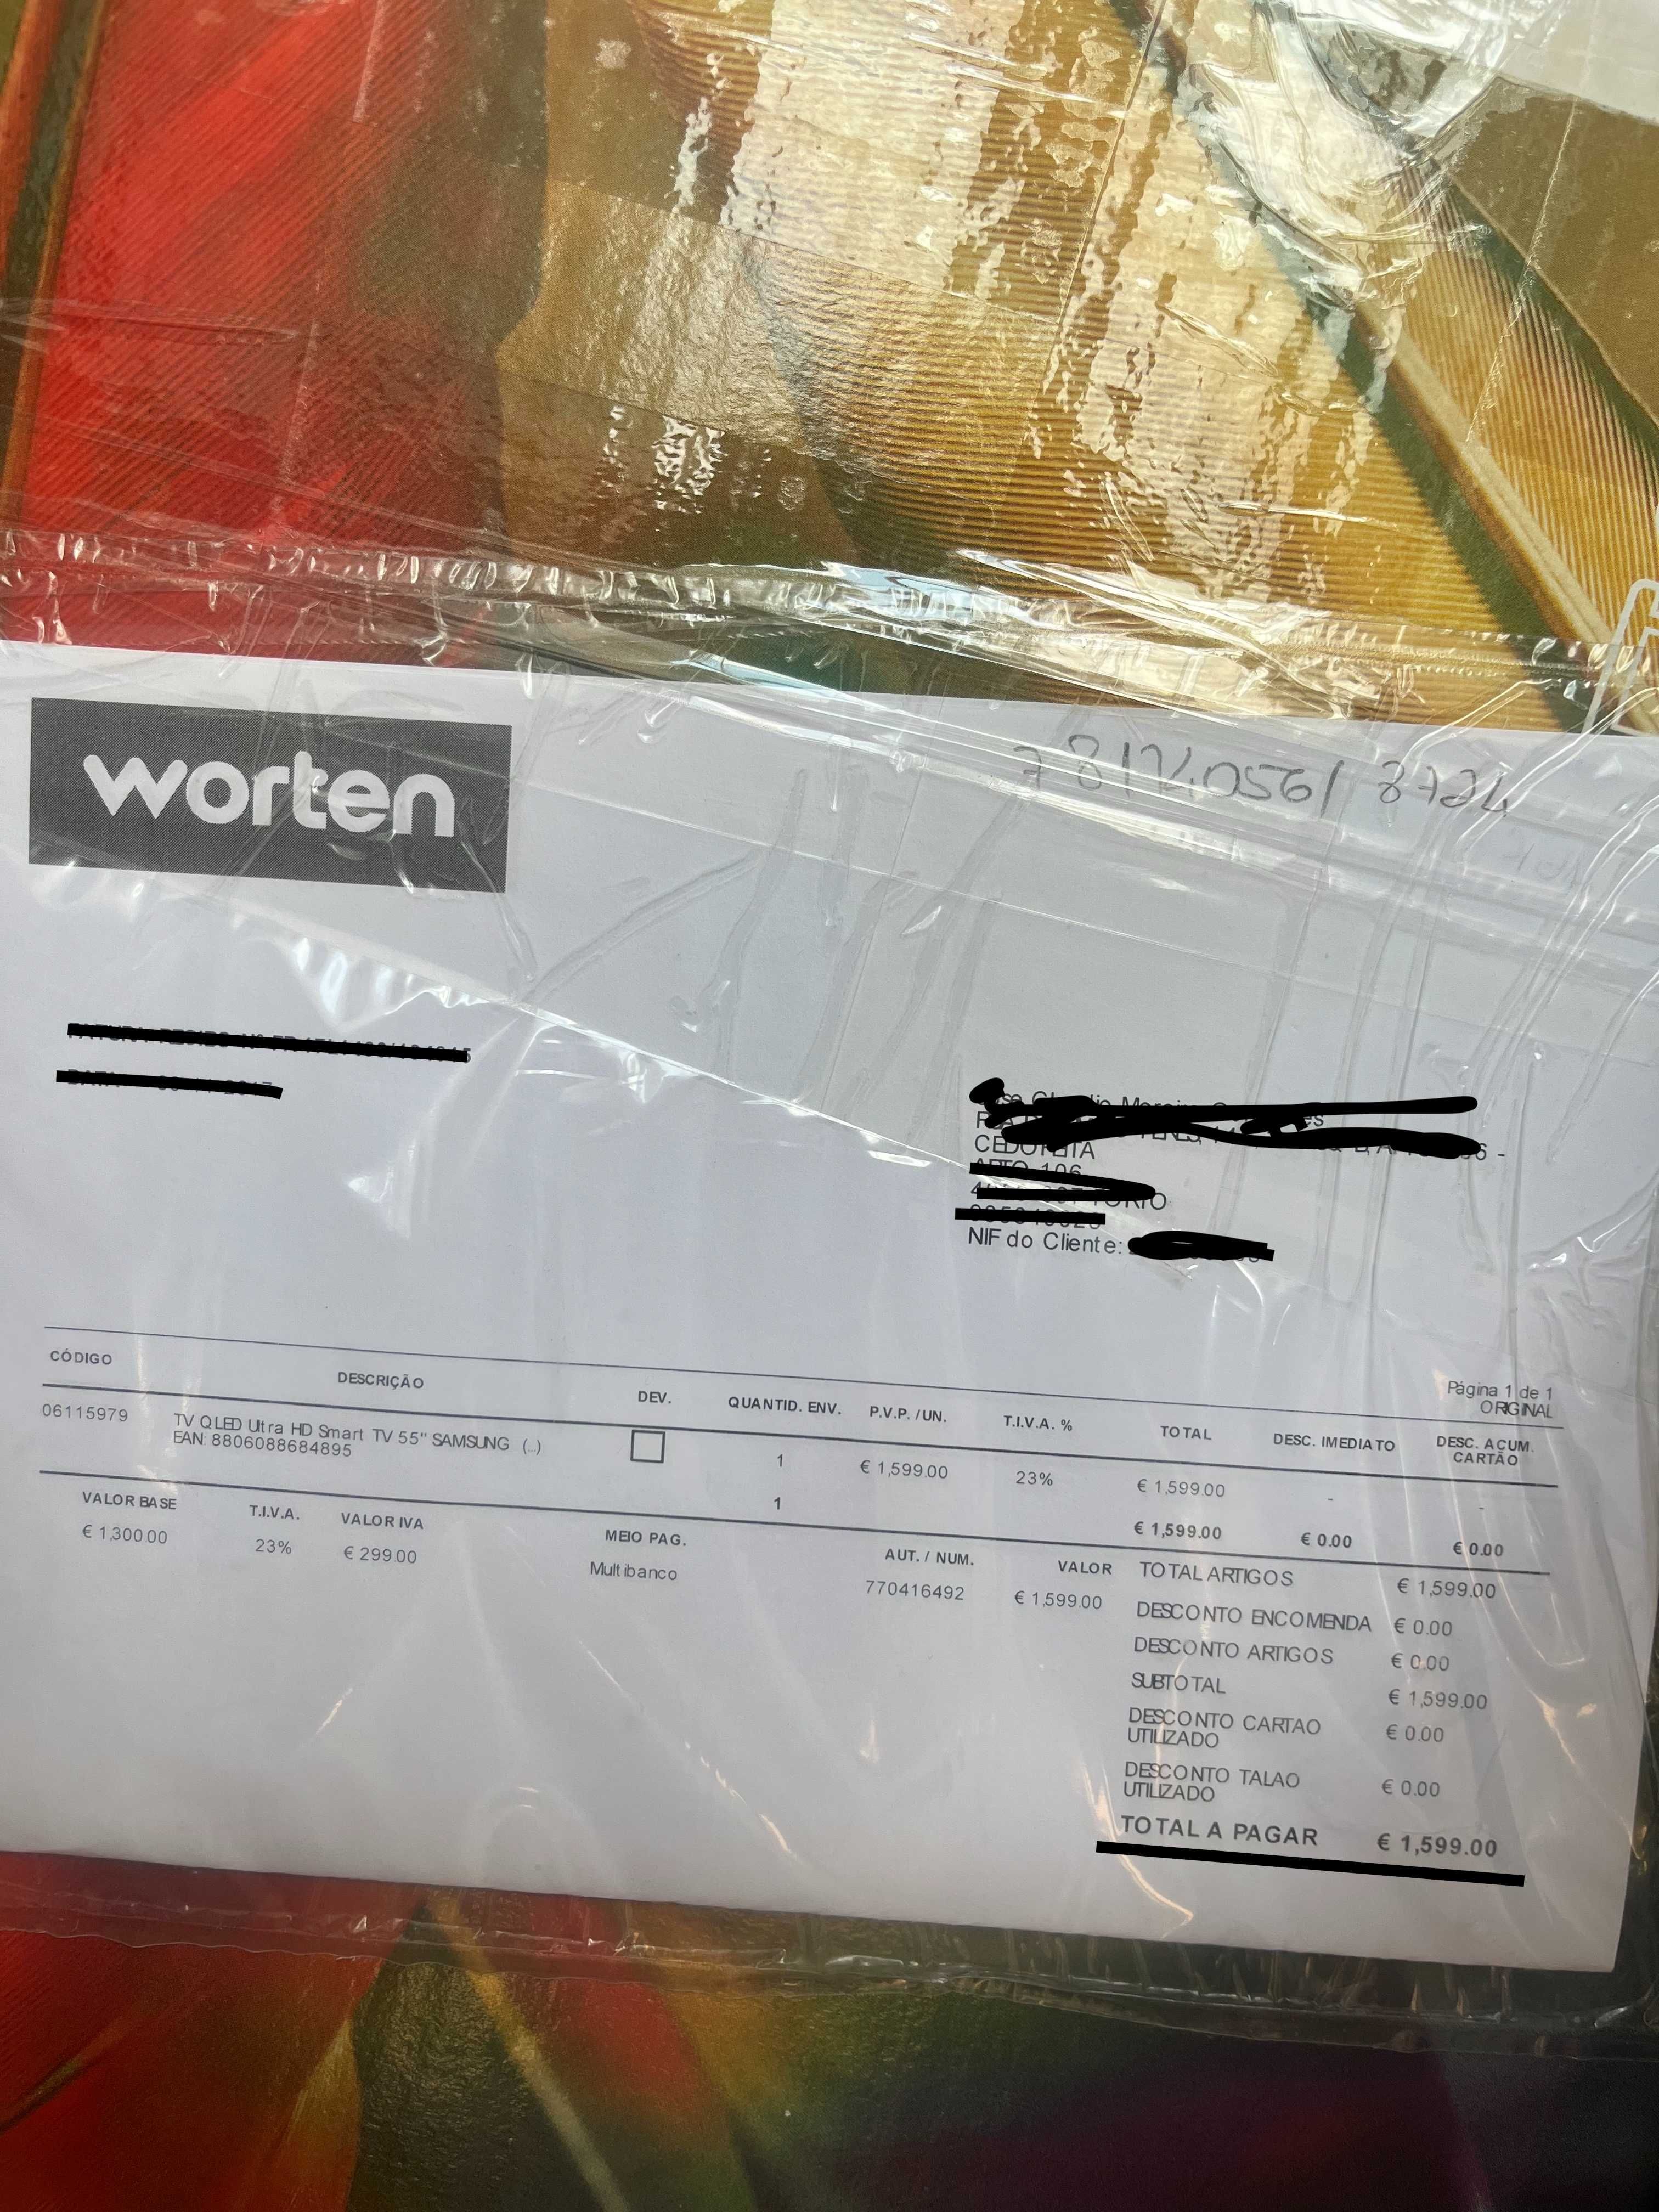 worten
NIF do Cliente:
Página 1 de 1
ORIGINAL
CÓDIGO DESCRIÇÃO DEV. QUANTID. ENV. P.V.P. /UN. T.I.V.A. % TOTAL DESC. IMEDIATO DESC. ACUM. CARTÃO
06115979 TV QLED Ultra HD Smart TV 55" SAMSUNG (...) 1 € 1,599.00 23% € 1,599.00 - -
EAN: 8806088684895
1 € 1,599.00 € 0.00 € 0.00
VALOR BASE T.I.V.A. VALOR IVA MEIO PAG. AUT. / NUM. VALOR
€ 1,300.00 23% € 299.00 Multibanco 770416492 € 1,599.00
TOTAL ARTIGOS € 1,599.00
DESCONTO ENCOMENDA € 0.00
DESCONTO ARTIGOS € 0.00
SUBTOTAL € 1,599.00
DESCONTO CARTAO
UTILIZADO € 0.00
DESCONTO TALAO
UTILIZADO € 0.00
TOTAL A PAGAR € 1,599.00